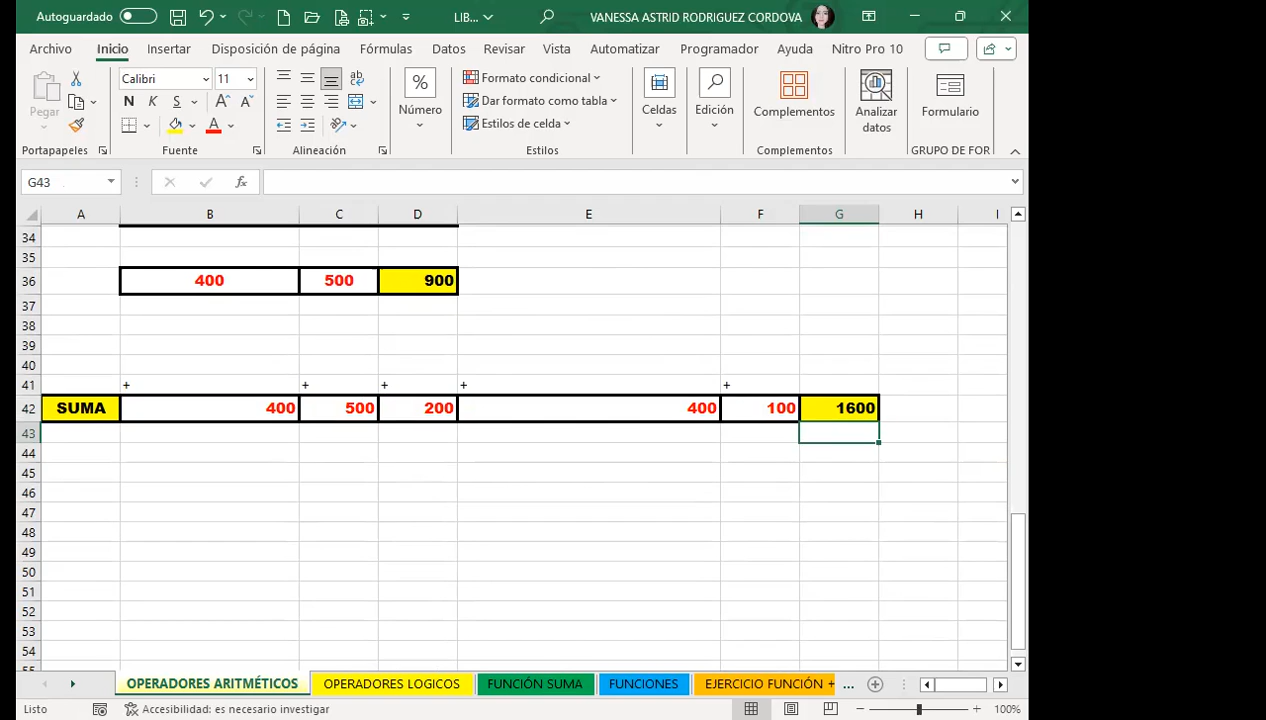 Autoguardado LIB... VANESSA ASTRID RODRIGUEZ CORDOVA
Archivo Inicio Insertar Disposición de página Fórmulas Datos Revisar Vista Automatizar Programador Ayuda Nitro Pro 10
Pegar
Portapapeles
Calibri 11
N K S
Fuente
Alineación
%
Número
Formato condicional
Dar formato como tabla
Estilos de celda
Estilos
Celdas
Edición
Complementos
Complementos
Analizar
datos
Formulario
GRUPO DE FOR
G43 fx
A B C D E F G H I
34
35
36 400 500 900
37
38
39
40
41 + + + + +
42 SUMA 400 500 200 400 100 1600
43
44
45
46
47
48
49
50
51
52
53
54
55
OPERADORES ARITMÉTICOS OPERADORES LOGICOS FUNCIÓN SUMA FUNCIONES EJERCICIO FUNCIÓN + ...
Listo Accesibilidad: es necesario investigar 100%